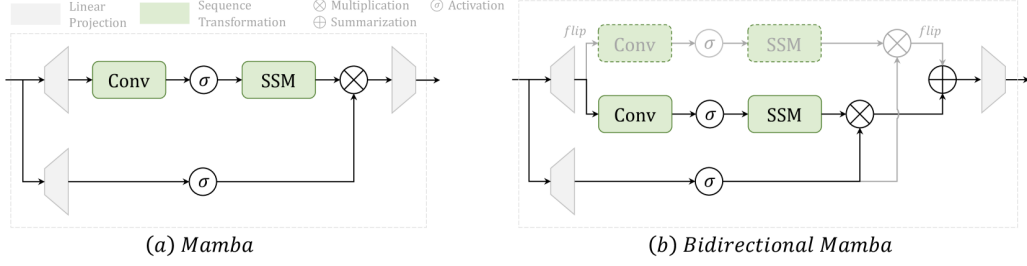 Linear Projection
Sequence Transformation
Multiplication
Summarization
Activation
Conv σ SSM
σ
(a) Mamba
flip Conv σ SSM flip
Conv σ SSM
σ
(b) Bidirectional Mamba